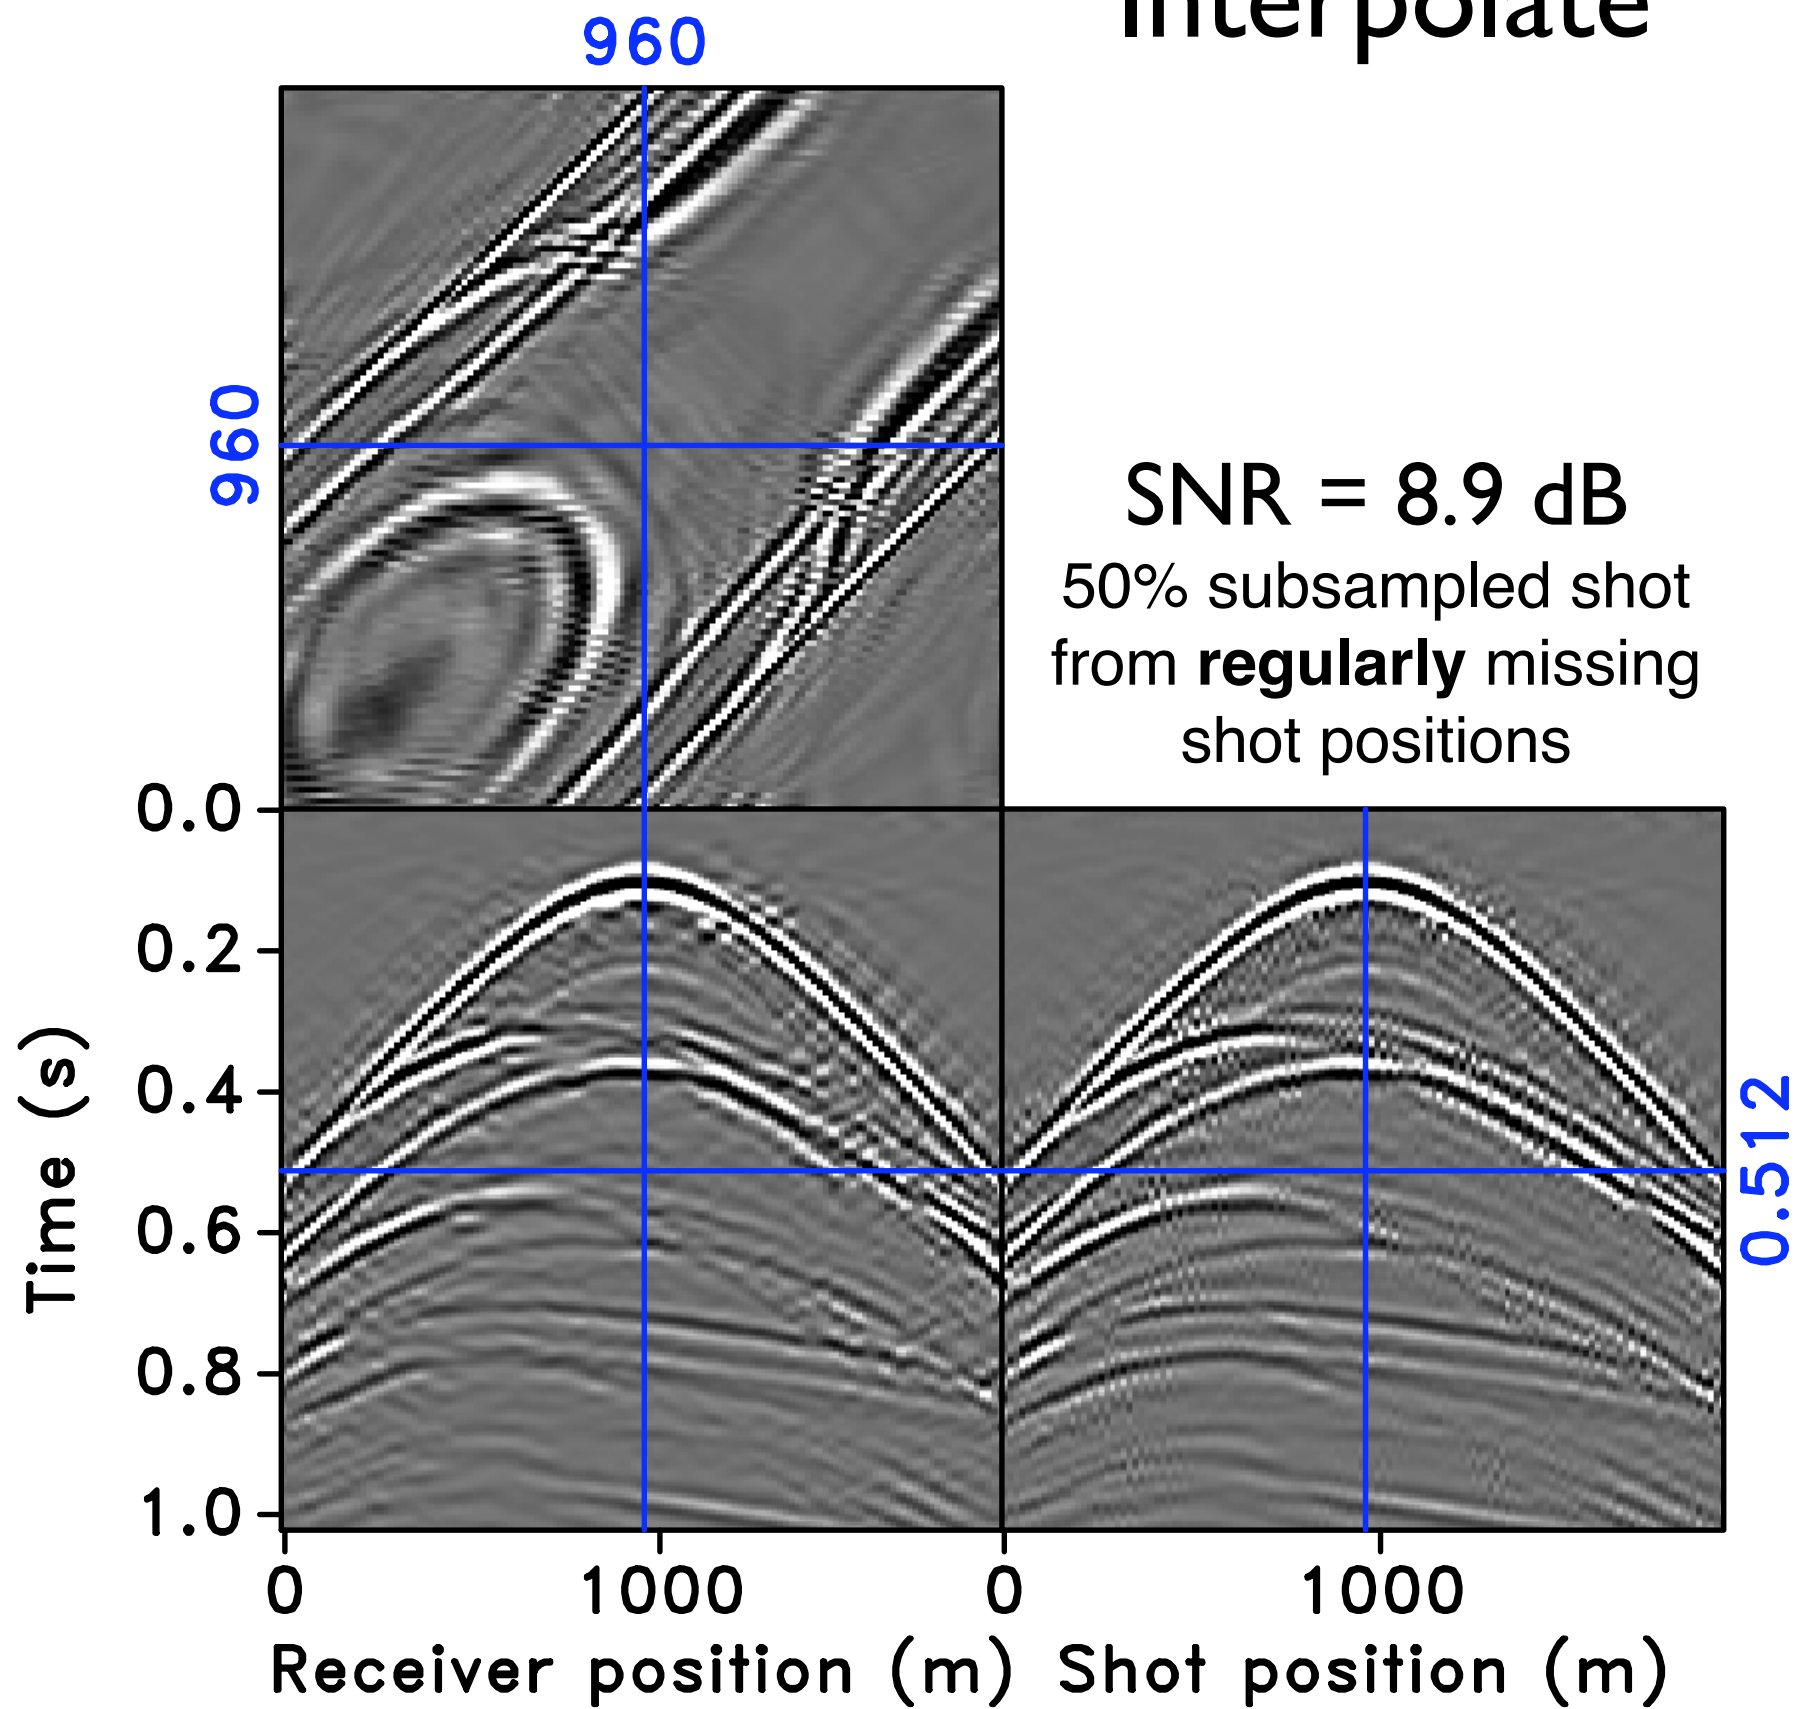 Interpolate
960
960
SNR = 8.9 dB
50% subsampled shot
from regularly missing
shot positions
0.0
0.2
0.4
0.6
0.8
1.0
Time (s)
0.512
0 1000 0 1000
Receiver position (m) Shot position (m)